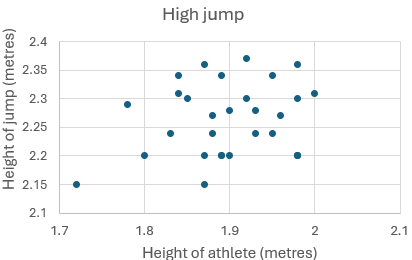 High jump
Height of jump (metres)
2.4
2.35
2.3
2.25
2.2
2.15
2.1
1.7 1.8 1.9 2 2.1
Height of athlete (metres)